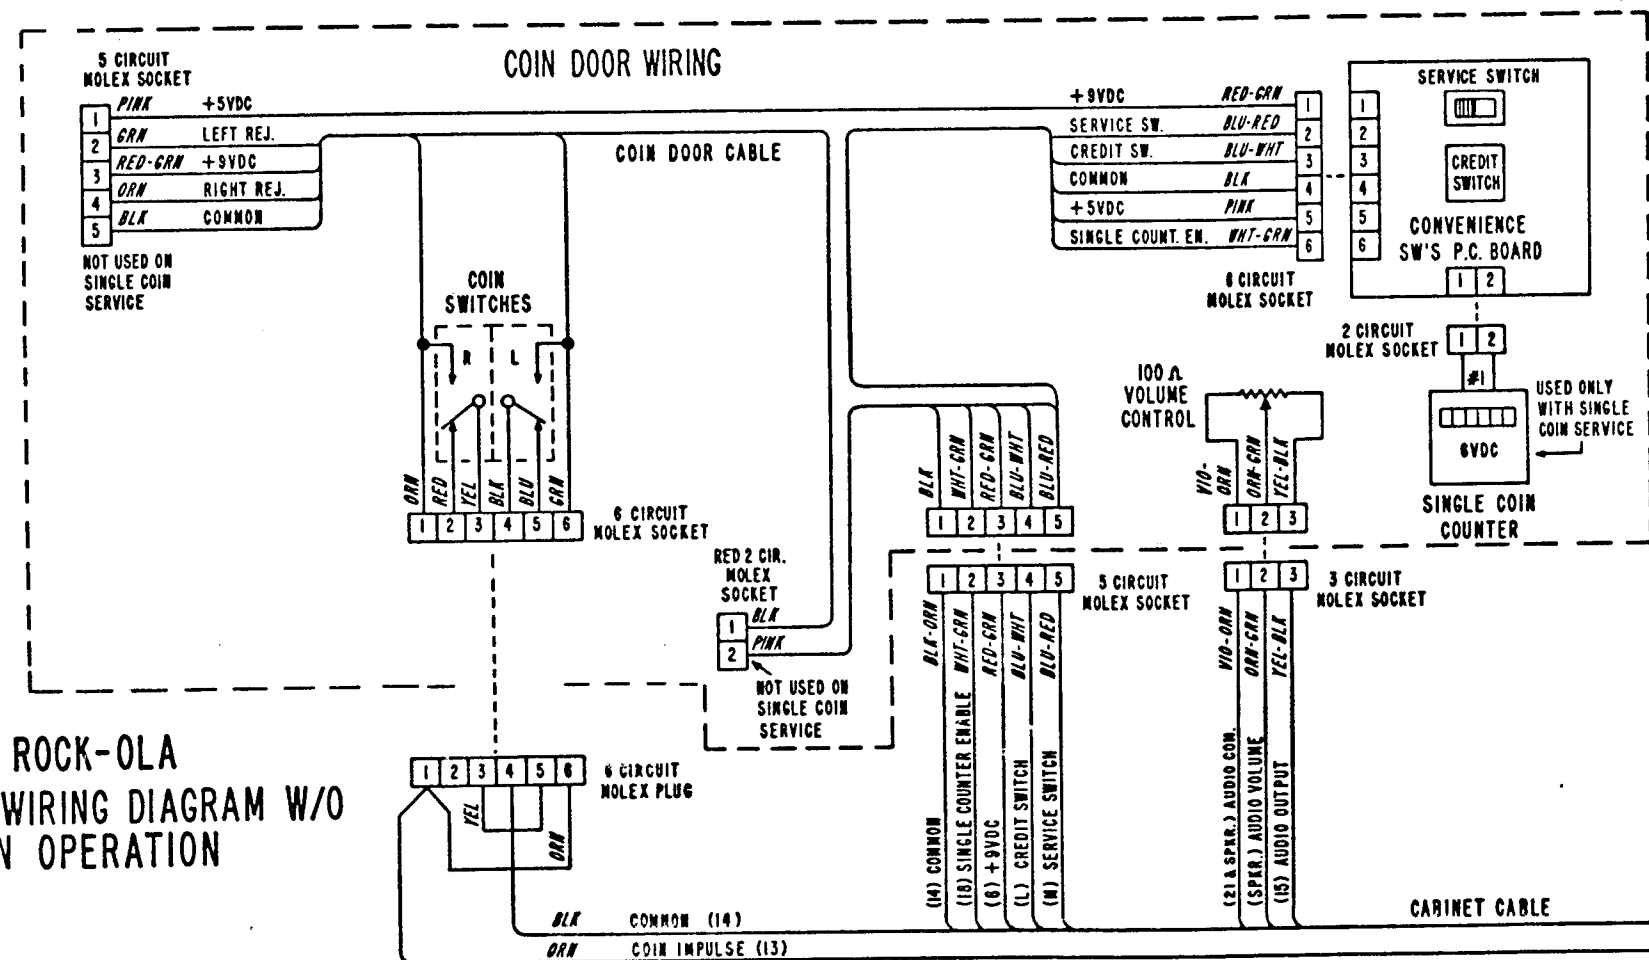 COIN DOOR WIRING
5 CIRCUIT
MOLEX SOCKET
1 PINK +5VDC
2 GRN LEFT REJ.
3 RED-GRN +9VDC
4 ORN RIGHT REJ.
5 BLK COMMON
NOT USED ON
SINGLE COIN
SERVICE
COIN DOOR CABLE
+9VDC RED-GRN 1
SERVICE SW. BLU-RED 2
CREDIT SW. BLU-WHT 3
COMMON BLK 4
+5VDC PINK 5
SINGLE COUNT. EN. WHT-GRN 6
6 CIRCUIT
MOLEX SOCKET
1
2
3
4
5
6
SERVICE SWITCH
CREDIT
SWITCH
CONVENIENCE
SW'S P.C. BOARD
1 2
2 CIRCUIT
MOLEX SOCKET
1 2
#1
6VDC
USED ONLY
WITH SINGLE
COIN SERVICE
SINGLE COIN
COUNTER
COIN
SWITCHES
R L
ORN RED YEL BLK BLU GRN
1 2 3 4 5 6
6 CIRCUIT
MOLEX SOCKET
RED 2 CIR.
MOLEX
SOCKET
1 BLK
2 PINK
NOT USED ON
SINGLE COIN
SERVICE
BLK WHT-GRN RED-GRN BLU-WHT BLU-RED
1 2 3 4 5
1 2 3 4 5
5 CIRCUIT
MOLEX SOCKET
BLK-ORN WHT-GRN RED-GRN BLU-WHT BLU-RED
(14) COMMON
(18) SINGLE COUNTER ENABLE
(6) +9VDC
(L) CREDIT SWITCH
(M) SERVICE SWITCH
100 Ω
VOLUME
CONTROL
VIO-
ORN
ORN-GRN
YEL-BLK
1 2 3
1 2 3
3 CIRCUIT
MOLEX SOCKET
VIO-ORN ORN-GRN YEL-BLK
(21 & SPKR.) AUDIO COM.
(SPKR.) AUDIO VOLUME
(15) AUDIO OUTPUT
1 2 3 4 5 6
6 CIRCUIT
MOLEX PLUG
YEL
ORN
ROCK-OLA
WIRING DIAGRAM W/O
N OPERATION
BLK COMMON (14)
ORN COIN IMPULSE (13)
CABINET CABLE